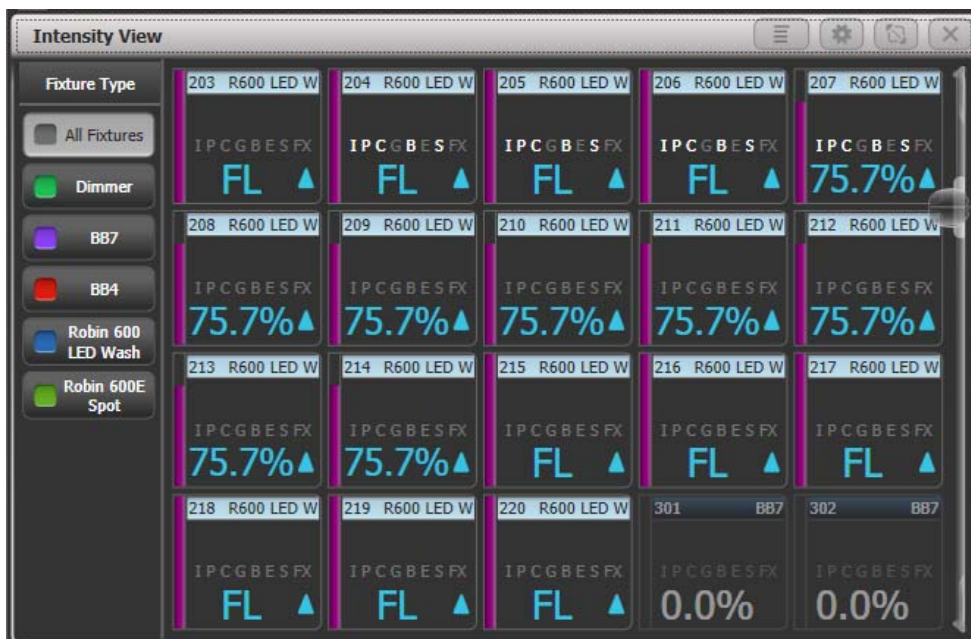 Intensity View
Fixture Type
All Fixtures
Dimmer
BB7
BB4
Robin 600
LED Wash
Robin 600E
Spot
203 R600 LED W
IPCGBESFX
FL
204 R600 LED W
IPCGBESFX
FL
205 R600 LED W
IPCGBESFX
FL
206 R600 LED W
IPCGBESFX
FL
207 R600 LED W
IPCGBESFX
75.7%
208 R600 LED W
IPCGBESFX
75.7%
209 R600 LED W
IPCGBESFX
75.7%
210 R600 LED W
IPCGBESFX
75.7%
211 R600 LED W
IPCGBESFX
75.7%
212 R600 LED W
IPCGBESFX
75.7%
213 R600 LED W
IPCGBESFX
75.7%
214 R600 LED W
IPCGBESFX
75.7%
215 R600 LED W
IPCGBESFX
FL
216 R600 LED W
IPCGBESFX
FL
217 R600 LED W
IPCGBESFX
FL
218 R600 LED W
IPCGBESFX
FL
219 R600 LED W
IPCGBESFX
FL
220 R600 LED W
IPCGBESFX
FL
301 BB7
IPCGBESFX
0.0%
302 BB7
IPCGBESFX
0.0%